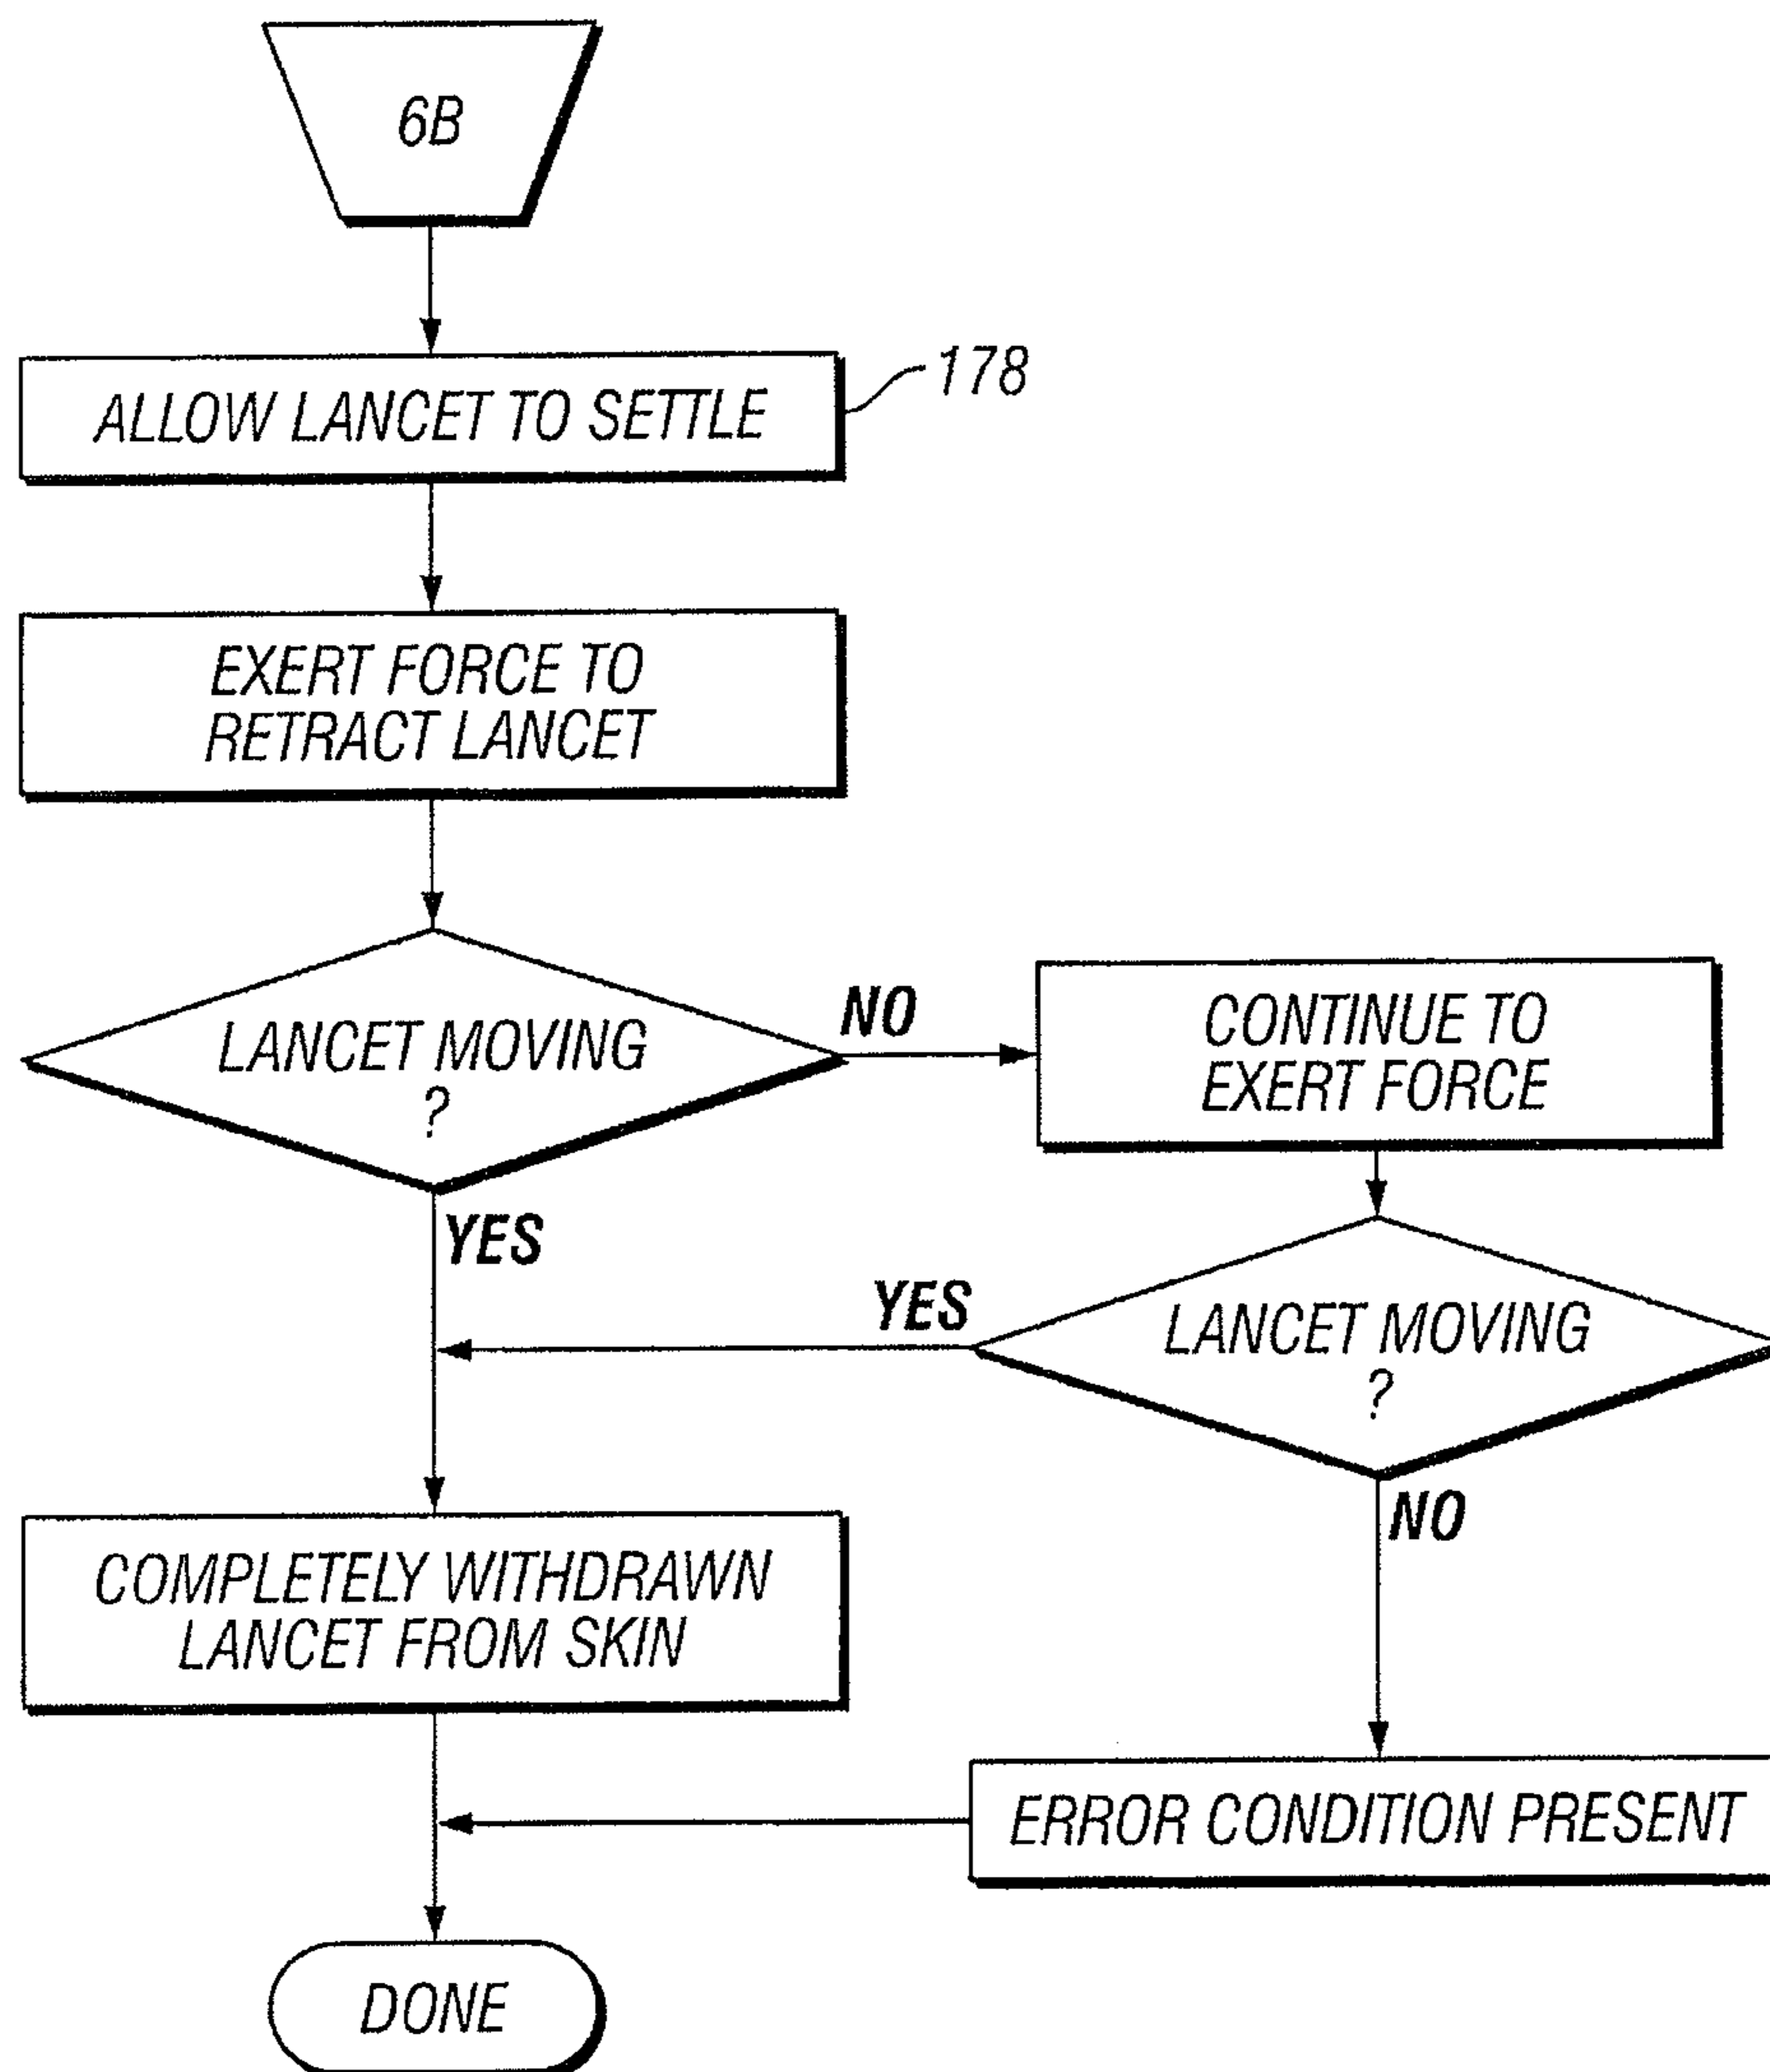 6B
ALLOW LANCET TO SETTLE
178
EXERT FORCE TO
RETRACT LANCET
LANCET MOVING
?
NO
CONTINUE TO
EXERT FORCE
YES
YES
LANCET MOVING
?
NO
COMPLETELY WITHDRAWN
LANCET FROM SKIN
ERROR CONDITION PRESENT
DONE